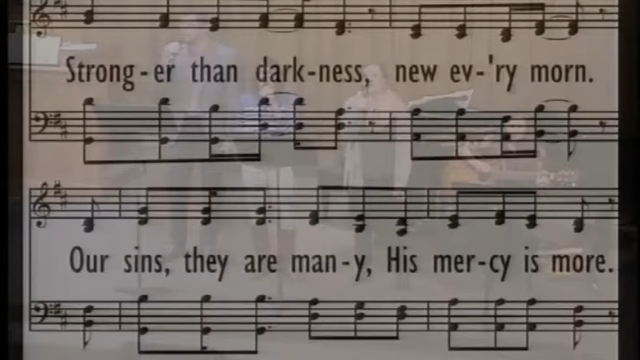 Strong-er than dark-ness, new ev-'ry morn.
Our sins, they are man-y, His mer-cy is more.